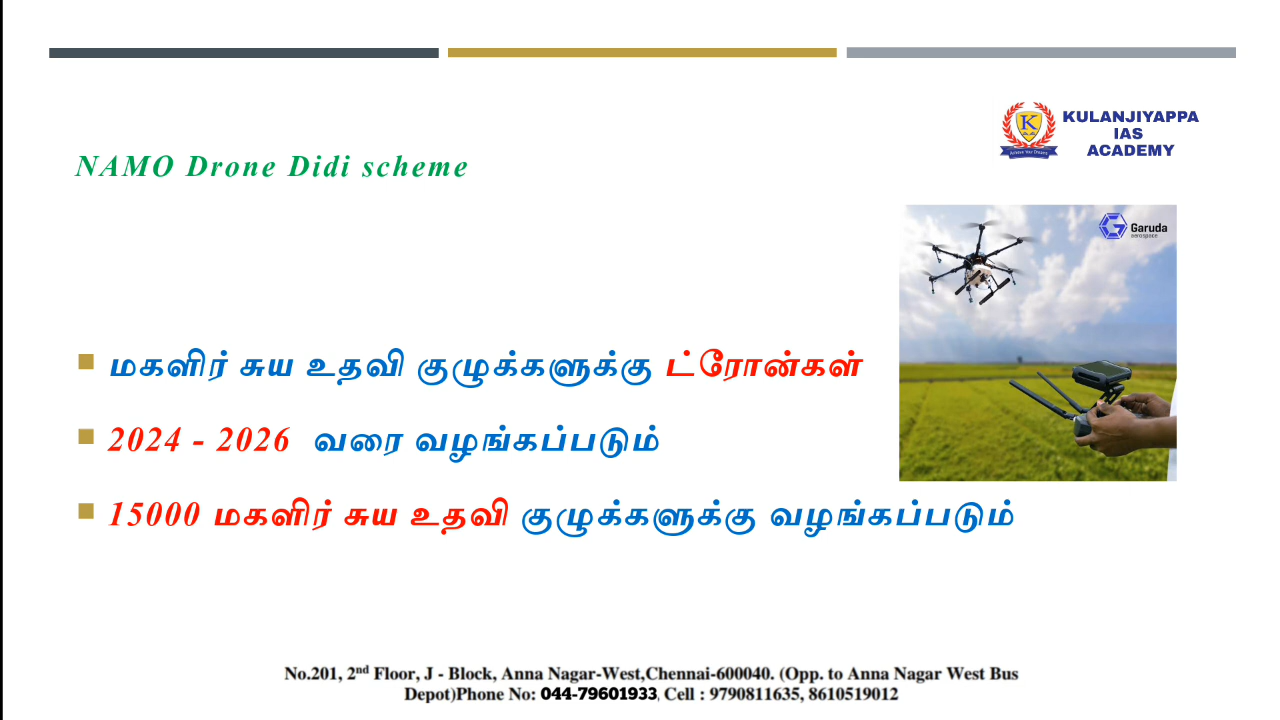 KULANJIYAPPA
IAS
ACADEMY
NAMO Drone Didi scheme
Garuda
aerospace
மகளிர் சுய உதவி குழுக்களுக்கு ட்ரோன்கள்
2024 - 2026 வரை வழங்கப்படும்
15000 மகளிர் சுய உதவி குழுக்களுக்கு வழங்கப்படும்
No.201, 2nd Floor, J - Block, Anna Nagar-West,Chennai-600040. (Opp. to Anna Nagar West Bus
Depot)Phone No: 044-79601933, Cell : 9790811635, 8610519012